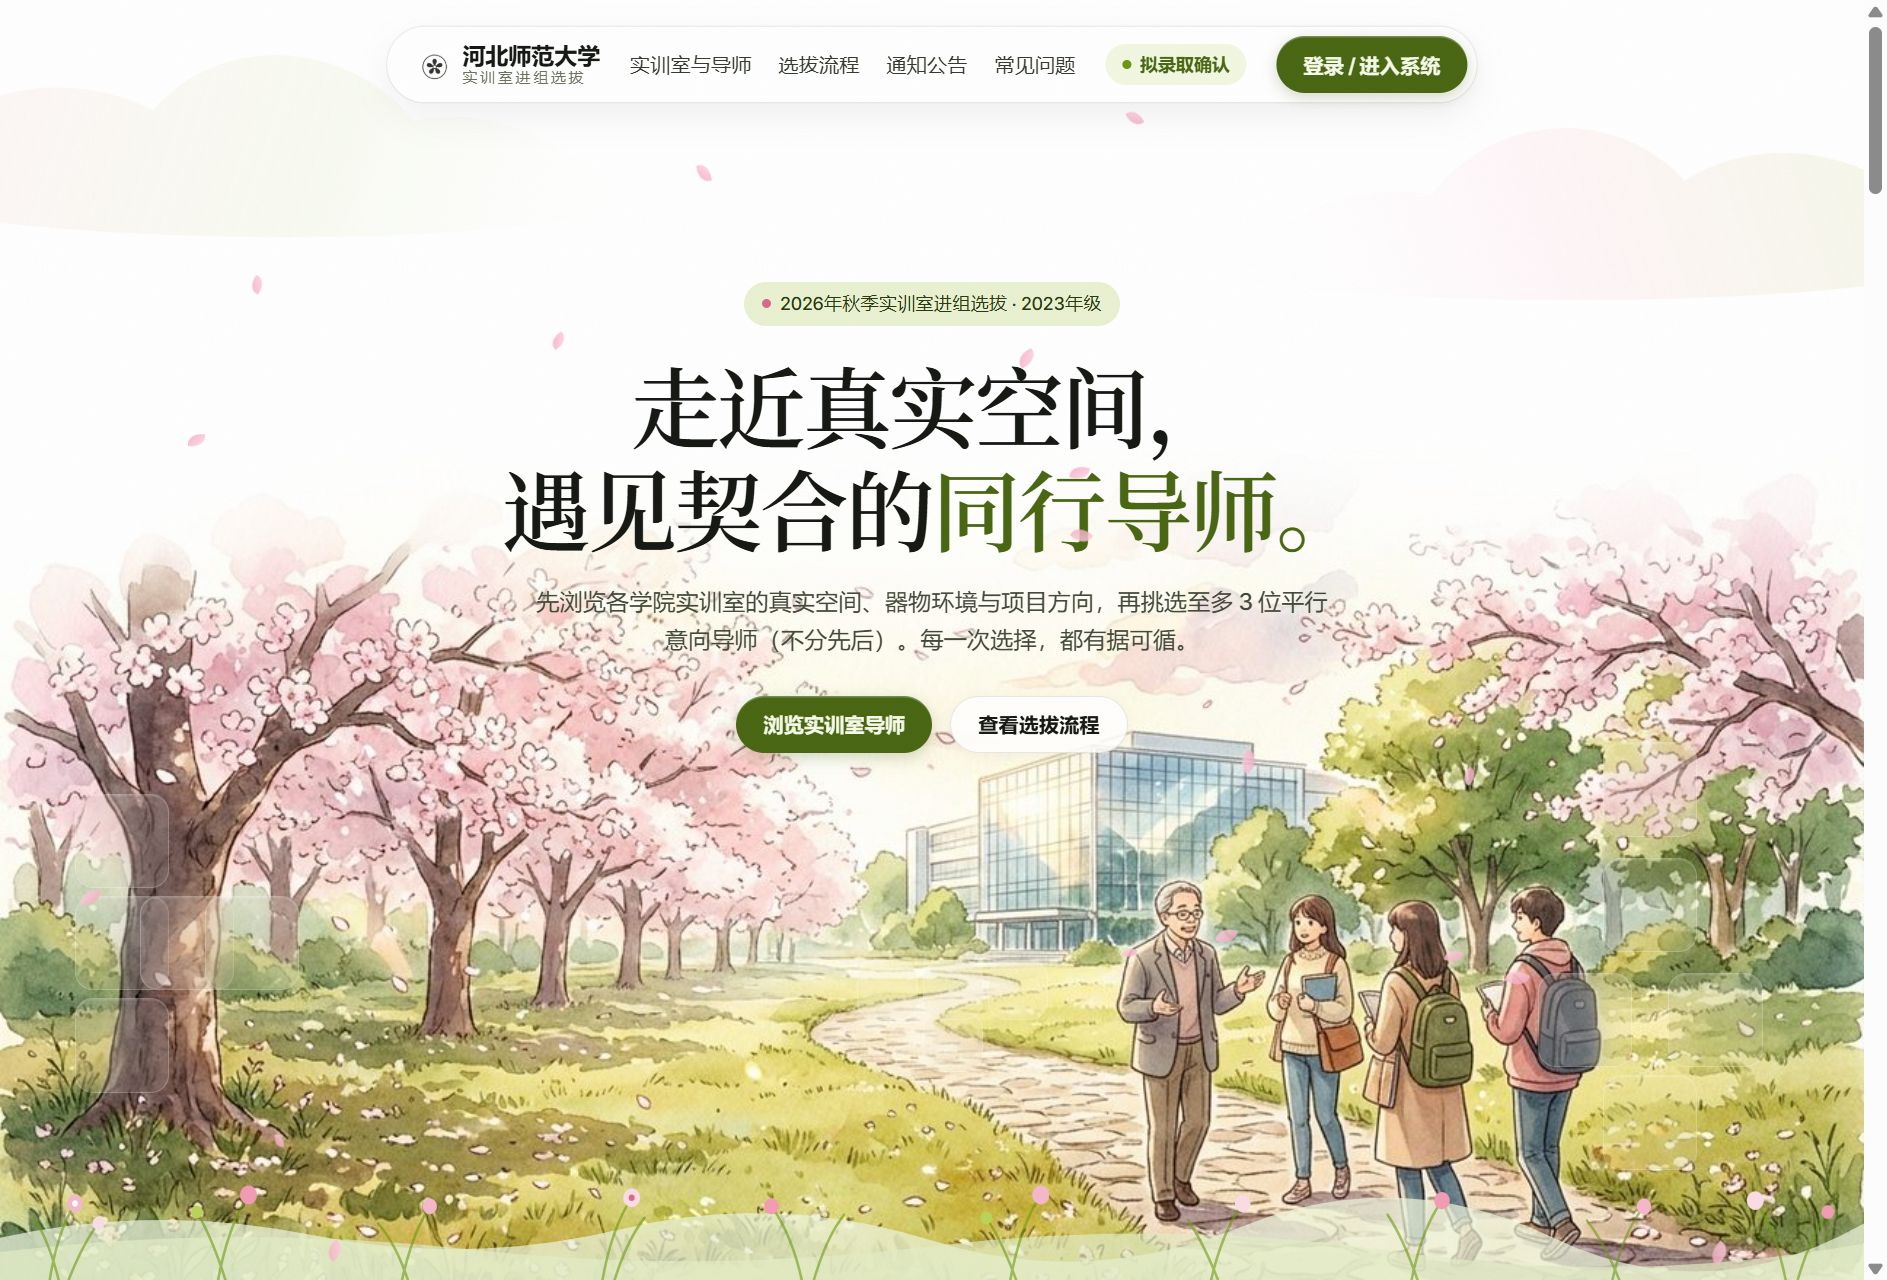 河北师范大学
实训室进组选拔
实训室与导师
选拔流程
通知公告
常见问题
拟录取确认
登录 / 进入系统
2026年秋季实训室进组选拔 · 2023年级
走近真实空间，
遇见契合的同行导师。
先浏览各学院实训室的真实空间、器物环境与项目方向，再挑选至多 3 位平行
意向导师（不分先后）。每一次选择，都有据可循。
浏览实训室导师
查看选拔流程